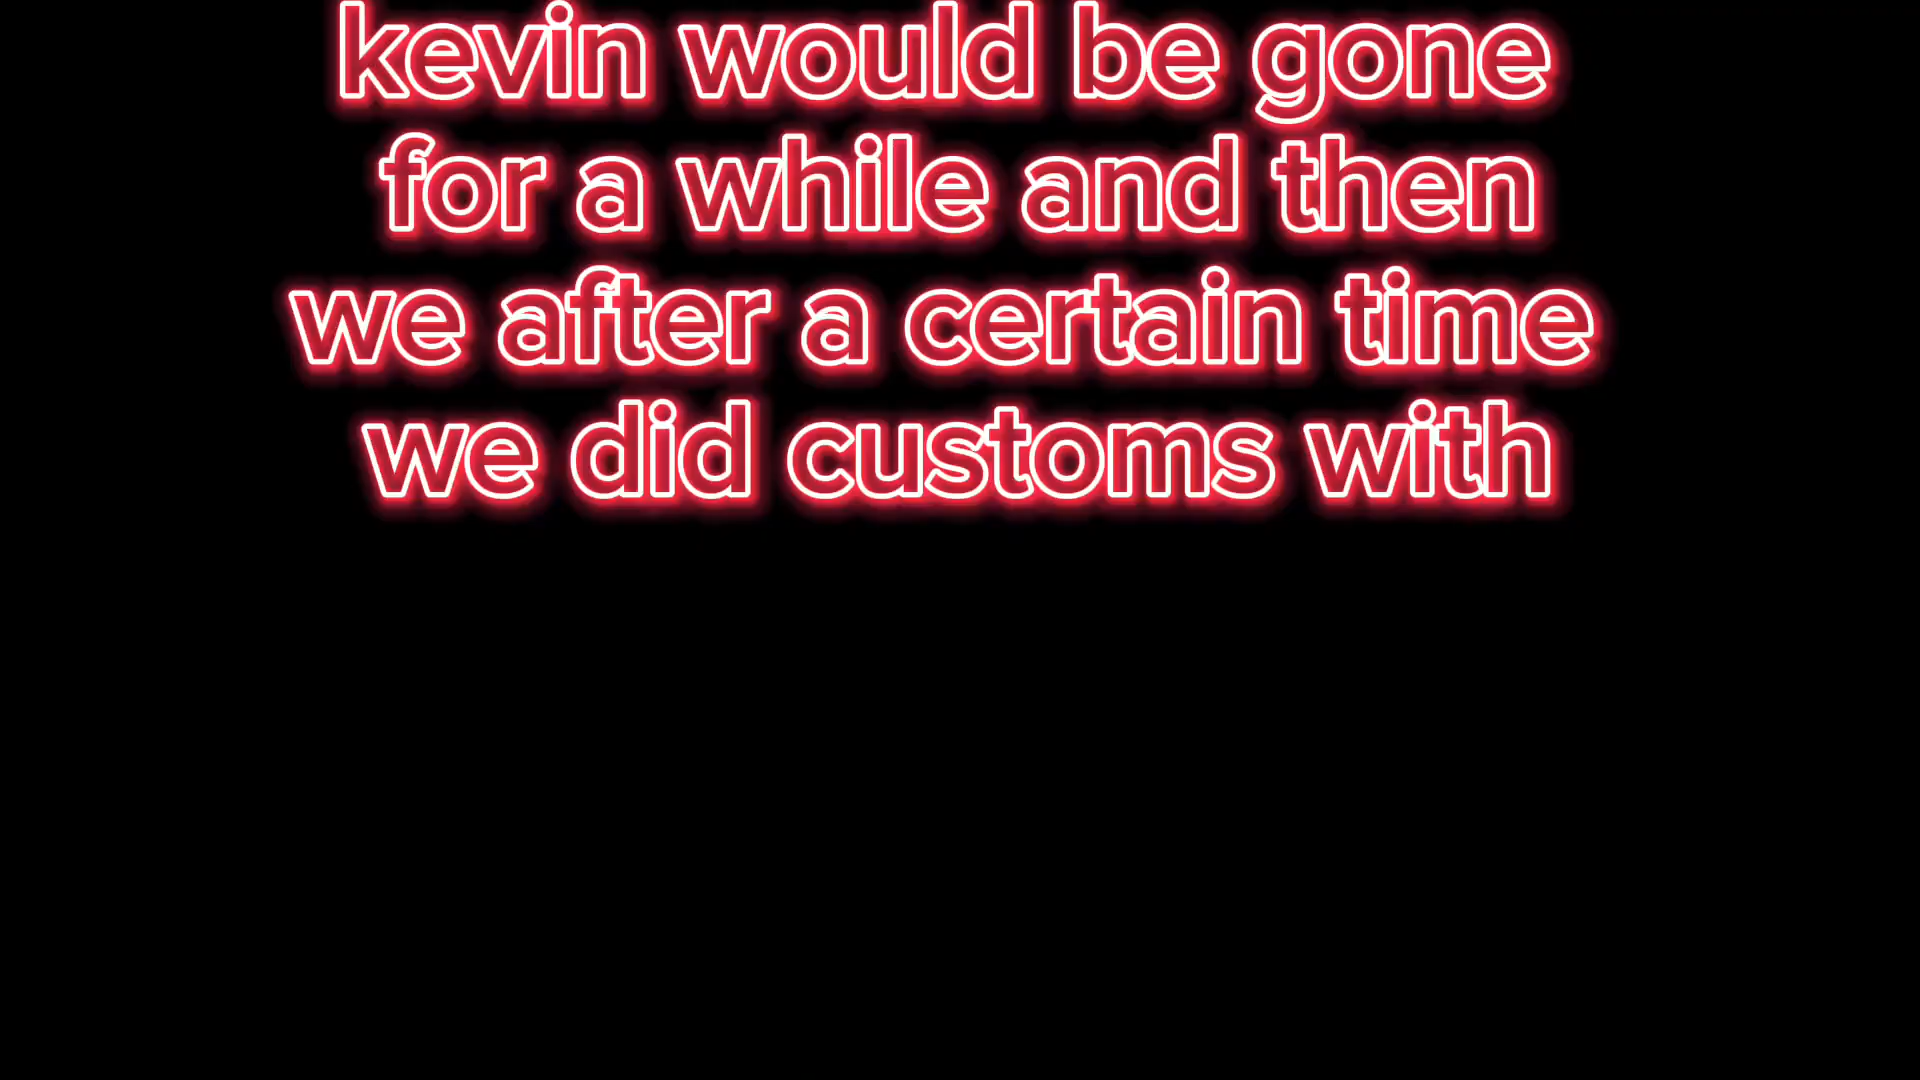 kevin would be gone
for a while and then
we after a certain time
we did customs with